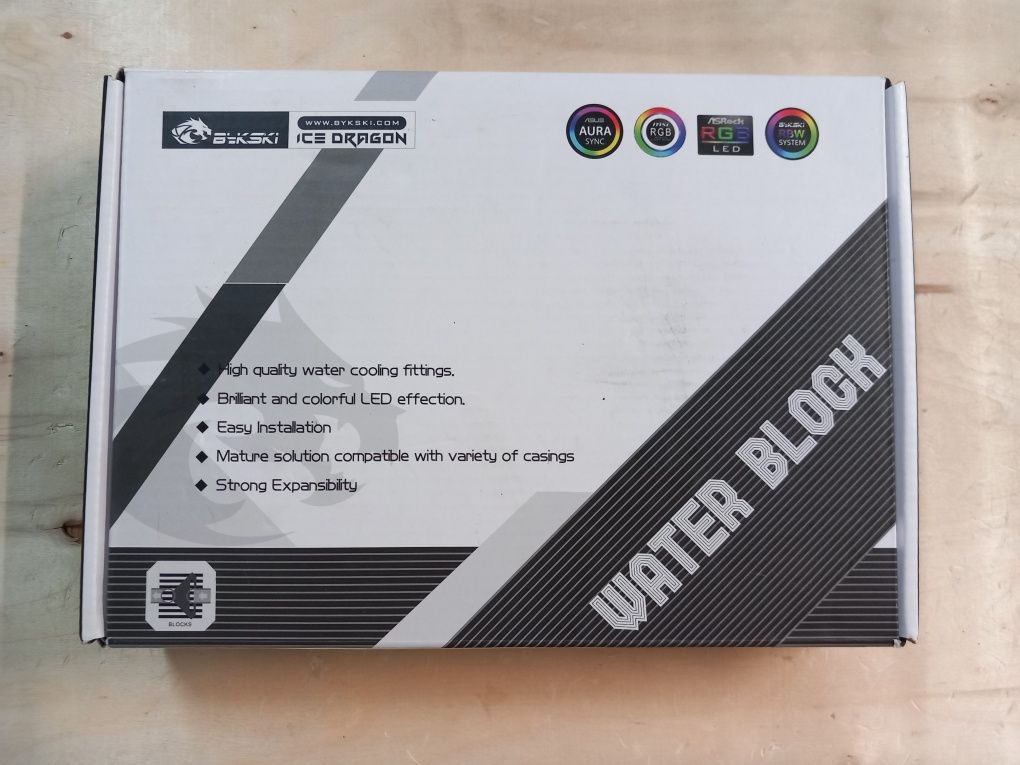 BYKSKI
WWW.BYKSKI.COM
ICE DRAGON
ASUS
AURA
SYNC
msi
RGB
ASRock
RGB
LED
BYKSKI
RBW
SYSTEM
High quality water cooling fittings.
Brilliant and colorful LED effection.
Easy Installation
Mature solution compatible with variety of casings
Strong Expansibility
WATER BLOCK
BLOCKS